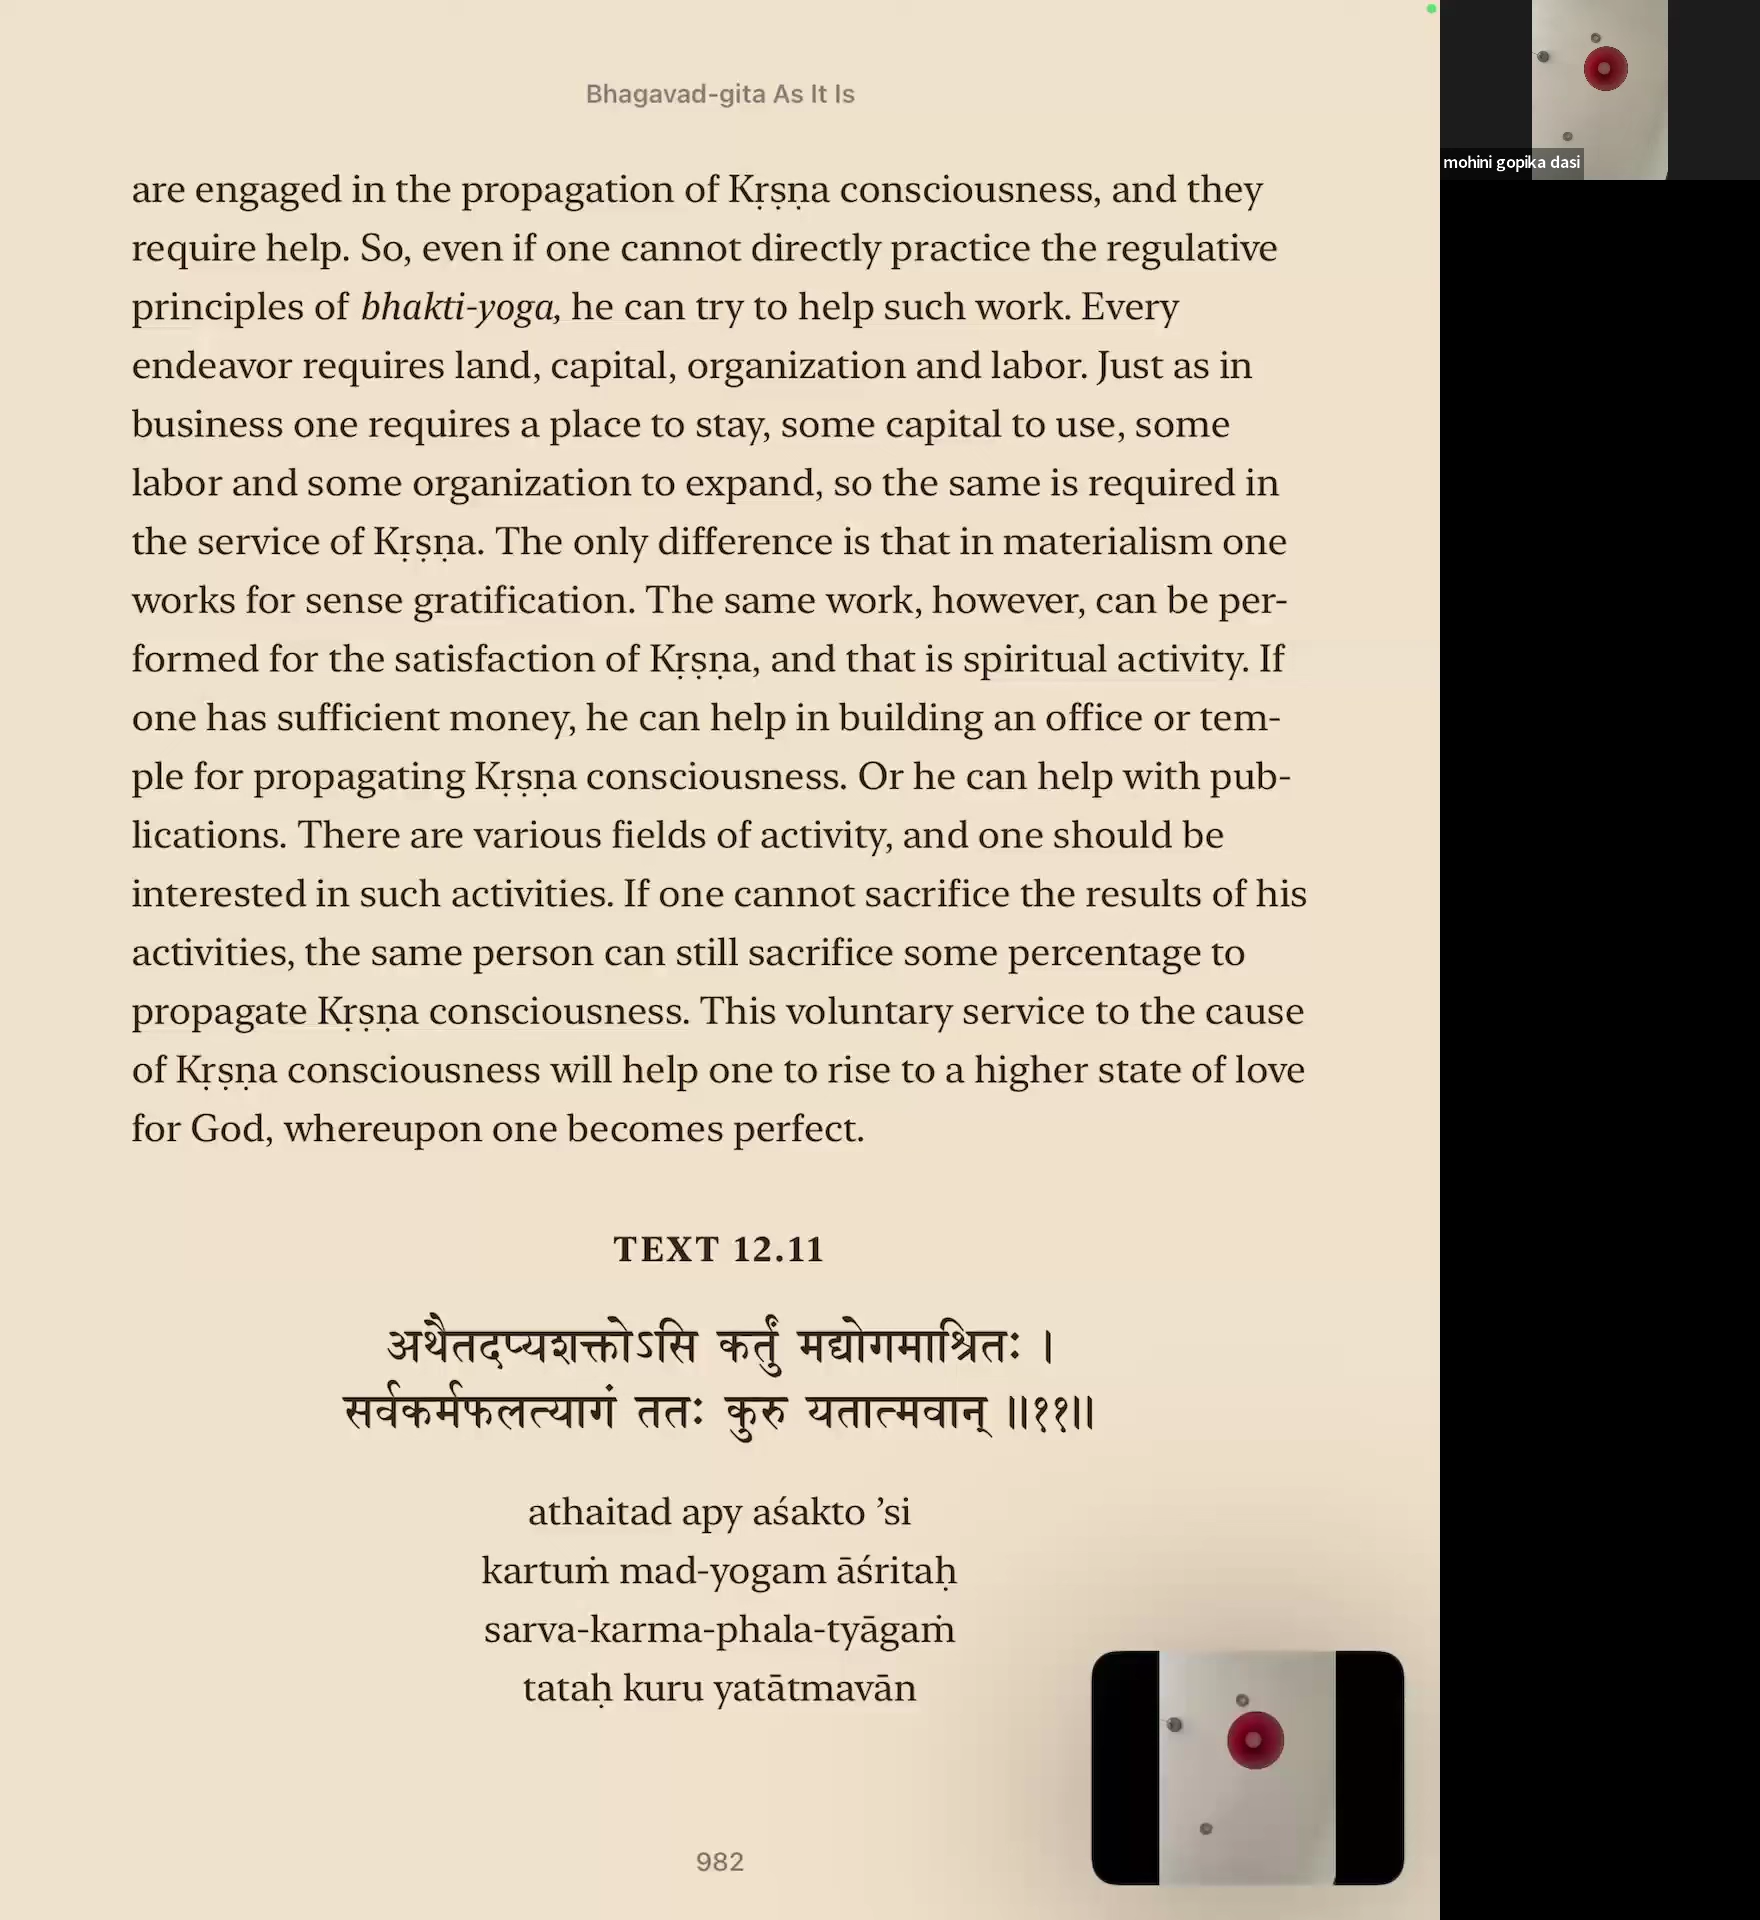 Bhagavad-gita As It Is
are engaged in the propagation of Kṛṣṇa consciousness, and they
require help. So, even if one cannot directly practice the regulative
principles of bhakti-yoga, he can try to help such work. Every
endeavor requires land, capital, organization and labor. Just as in
business one requires a place to stay, some capital to use, some
labor and some organization to expand, so the same is required in
the service of Kṛṣṇa. The only difference is that in materialism one
works for sense gratification. The same work, however, can be per-
formed for the satisfaction of Kṛṣṇa, and that is spiritual activity. If
one has sufficient money, he can help in building an office or tem-
ple for propagating Kṛṣṇa consciousness. Or he can help with pub-
lications. There are various fields of activity, and one should be
interested in such activities. If one cannot sacrifice the results of his
activities, the same person can still sacrifice some percentage to
propagate Kṛṣṇa consciousness. This voluntary service to the cause
of Kṛṣṇa consciousness will help one to rise to a higher state of love
for God, whereupon one becomes perfect.
TEXT 12.11
अथैतदप्यशक्तोऽसि कर्तुं मद्योगमाश्रितः ।
सर्वकर्मफलत्यागं ततः कुरु यतात्मवान् ॥११॥
athaitad apy aśakto ’si
kartuṁ mad-yogam āśritaḥ
sarva-karma-phala-tyāgaṁ
tataḥ kuru yatātmavān
982
mohini gopika dasi